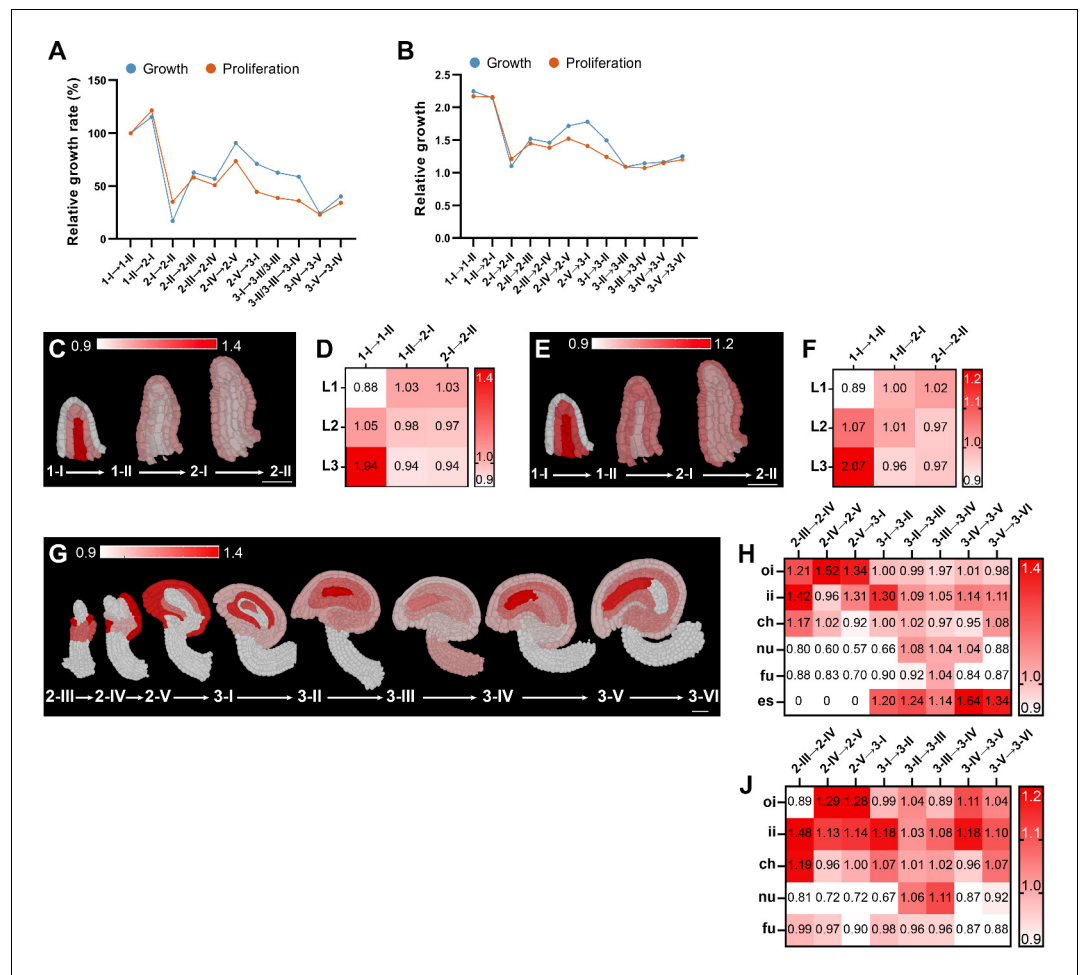 A
Growth Proliferation
Relative growth rate (%)
150
100
50
0
1-I→1-II
1-II→2-I
2-I→2-II
2-II→2-III
2-III→2-IV
2-IV→2-V
2-V→3-I
3-I→3-II/3-III
3-II/3-III→3-IV
3-IV→3-V
3-V→3-IV
B
Growth Proliferation
Relative growth
2.5
2.0
1.5
1.0
0.5
0.0
1-I→1-II
1-II→2-I
2-I→2-II
2-II→2-III
2-III→2-IV
2-IV→2-V
2-V→3-I
3-I→3-II
3-II→3-III
3-III→3-IV
3-IV→3-V
3-V→3-VI
C 0.9 1.4
1-I 1-II 2-I 2-II
D
1-I→1-II 1-II→2-I 2-I→2-II
L1 0.88 1.03 1.03
L2 1.05 0.98 0.97
L3 1.94 0.94 0.94
1.4
1.0
0.9
E 0.9 1.2
1-I 1-II 2-I 2-II
F
1-I→1-II 1-II→2-I 2-I→2-II
L1 0.89 1.00 1.02
L2 1.07 1.01 0.97
L3 2.07 0.96 0.97
1.2
1.1
1.0
0.9
G 0.9 1.4
2-III 2-IV 2-V 3-I 3-II 3-III 3-IV 3-V 3-VI
H
2-III→2-IV 2-IV→2-V 2-V→3-I 3-I→3-II 3-II→3-III 3-III→3-IV 3-IV→3-V 3-V→3-VI
oi 1.21 1.52 1.34 1.00 0.99 1.97 1.01 0.98
ii 1.42 0.96 1.31 1.30 1.09 1.05 1.14 1.11
ch 1.17 1.02 0.92 1.00 1.02 0.97 0.95 1.08
nu 0.80 0.60 0.57 0.66 1.08 1.04 1.04 0.88
fu 0.88 0.83 0.70 0.90 0.92 1.04 0.84 0.87
es 0 0 0 1.20 1.24 1.14 1.64 1.34
1.4
1.0
0.9
J
2-III→2-IV 2-IV→2-V 2-V→3-I 3-I→3-II 3-II→3-III 3-III→3-IV 3-IV→3-V 3-V→3-VI
oi 0.89 1.29 1.28 0.99 1.04 0.89 1.11 1.04
ii 1.48 1.13 1.14 1.18 1.03 1.08 1.18 1.10
ch 1.19 0.96 1.00 1.07 1.01 1.02 0.96 1.07
nu 0.81 0.72 0.72 0.67 1.06 1.11 0.87 0.92
fu 0.99 0.97 0.90 0.98 0.96 0.96 0.87 0.88
1.2
1.1
1.0
0.9